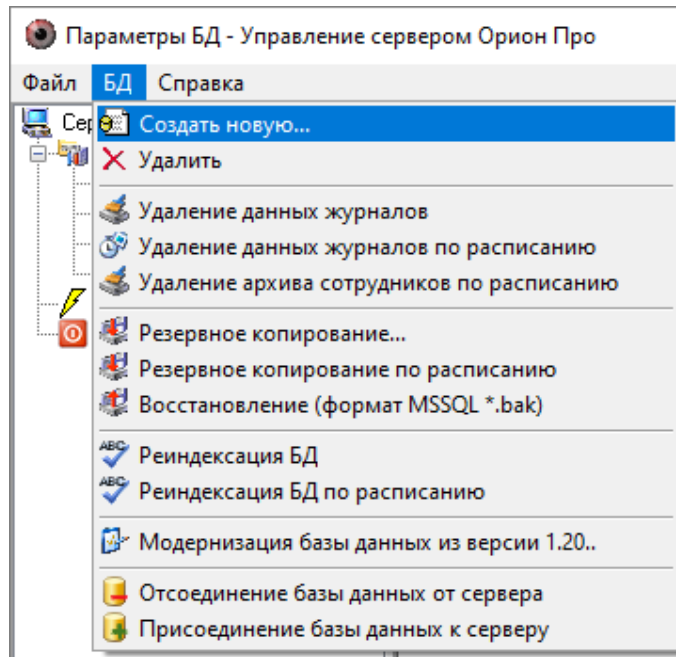 Параметры БД - Управление сервером Орион Про
Файл БД Справка
Сер
Создать новую...
Удалить
Удаление данных журналов
Удаление данных журналов по расписанию
Удаление архива сотрудников по расписанию
Резервное копирование...
Резервное копирование по расписанию
Восстановление (формат MSSQL *.bak)
ABC Реиндексация БД
ABC Реиндексация БД по расписанию
Модернизация базы данных из версии 1.20..
Отсоединение базы данных от сервера
Присоединение базы данных к серверу